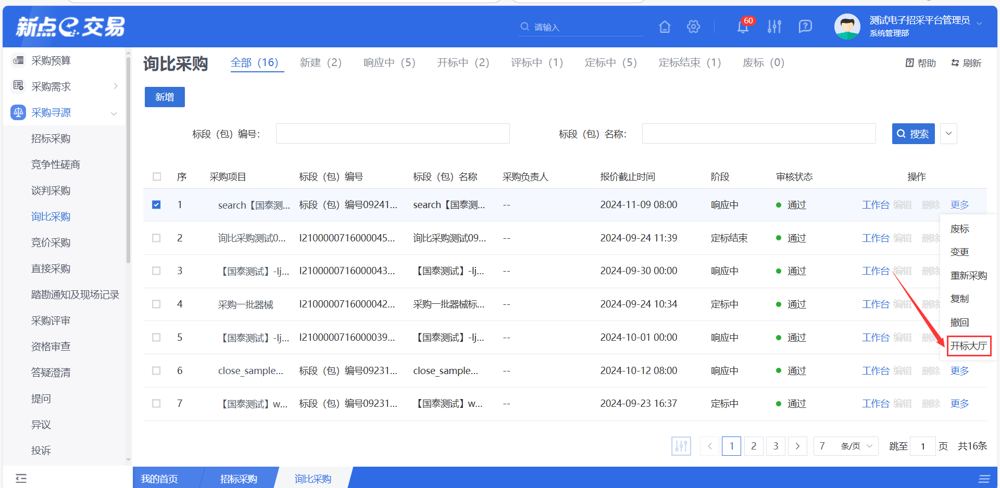 新点e交易
请输入
60
测试电子招采平台管理员
系统管理部
采购预算
采购需求
采购寻源
招标采购
竞争性磋商
谈判采购
询比采购
竞价采购
直接采购
踏勘通知及现场记录
采购评审
资格审查
答疑澄清
提问
异议
投诉
询比采购 全部（16） 新建（2） 响应中（5） 开标中（2） 评标中（1） 定标中（5） 定标结束（1） 废标（0） 帮助 刷新
新增
标段（包）编号： 标段（包）名称： 搜索
序 采购项目 标段（包）编号 标段（包）名称 采购负责人 报价截止时间 阶段 审核状态 操作
1 search【国泰测... 标段（包）编号09241... search【国泰测... -- 2024-11-09 08:00 响应中 通过 工作台 编辑 删除 更多
2 询比采购测试0... I2100000716000045... 询比采购测试09... -- 2024-09-24 11:39 定标结束 通过 工作台 编辑 删除
3 【国泰测试】-lj... I2100000716000043... 【国泰测试】-lj... -- 2024-09-30 00:00 响应中 通过 工作台 编辑 删除
4 采购一批器械 I2100000716000042... 采购一批器械标... -- 2024-09-24 10:34 定标中 通过 工作台 编辑 删除
5 【国泰测试】-lj... I2100000716000039... 【国泰测试】-lj... -- 2024-10-01 00:00 响应中 通过 工作台 编辑 删除
6 close_sample... 标段（包）编号09231... close_sample... -- 2024-10-12 08:00 响应中 通过 工作台 编辑 删除 更多
7 【国泰测试】w... 标段（包）编号09231... 【国泰测试】w... -- 2024-09-23 16:37 定标中 通过 工作台 编辑 删除 更多
废标
变更
重新采购
复制
撤回
开标大厅
1 2 3 7 条/页 跳至 1 页 共16条
我的首页 招标采购 询比采购